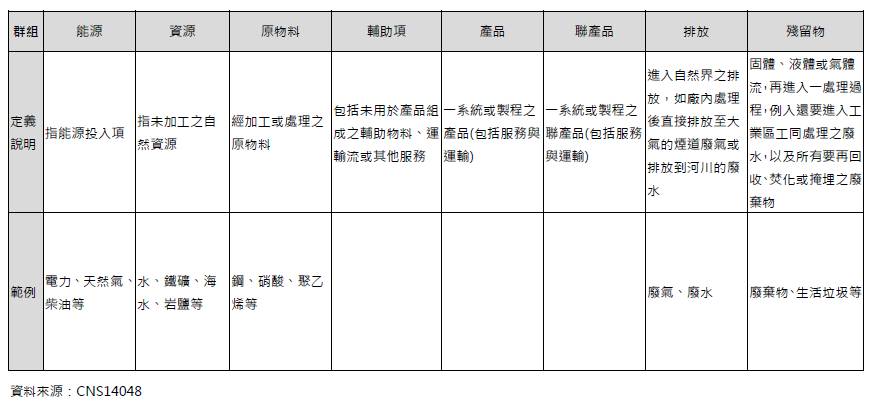 群組
能源
資源
原物料
輔助項
產品
聯產品
排放
殘留物
定義
說明
指能源投入項
指未加工之自
然資源
經加工或處理之
原物料
包括未用於產品組
成之輔助物料、運
輸流或其他服務
一系統或製程之
產品(包括服務與
運輸)
一系統或製程之
聯產品(包括服務
與運輸)
進入自然界之排
放，如廠內處理
後直接排放至大
氣的煙道廢氣或
排放到河川的廢
水
固體、液體或氣體
流，再進入一處理過
程，例入還要進入工
業區工同處理之廢
水，以及所有要再回
收、焚化或掩埋之廢
棄物
範例
電力、天然氣、
柴油等
水、鐵礦、海
水、岩鹽等
鋼、硝酸、聚乙
烯等
廢氣、廢水
廢棄物、生活垃圾等
資料來源：CNS14048